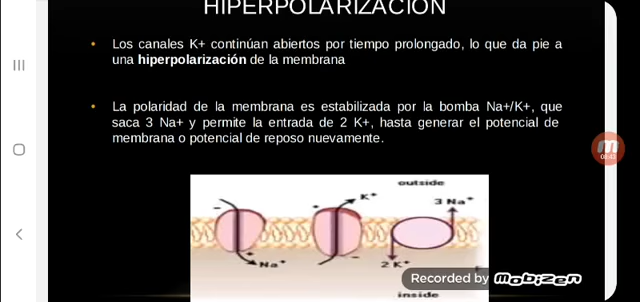 HIPERPOLARIZACIÓN
• Los canales K+ continúan abiertos por tiempo prolongado, lo que da pie a
una hiperpolarización de la membrana
• La polaridad de la membrana es estabilizada por la bomba Na+/K+, que
saca 3 Na+ y permite la entrada de 2 K+, hasta generar el potencial de
membrana o potencial de reposo nuevamente.
outside
K+
3 Na+
Na+
2 K+
inside
08:43
Recorded by mobizen